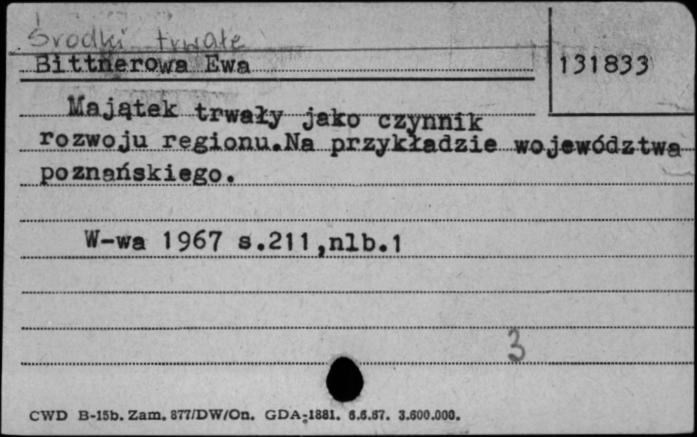 Środki trwałe
Bittnerowa Ewa
131833
Majątek trwały jako czynnik
rozwoju regionu.Na przykładzie województwa
poznańskiego.
W-wa 1967 s.211,nlb.1
3
CWD B-15b. Zam. 877/DW/On. GDA-1881. 6.6.67. 3.600.000.